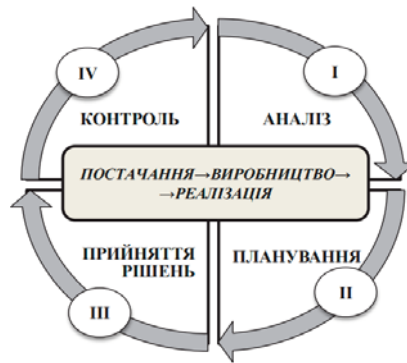 IV
I
КОНТРОЛЬ
АНАЛІЗ
ПОСТАЧАННЯ→ВИРОБНИЦТВО→
→РЕАЛІЗАЦІЯ
ПРИЙНЯТТЯ
РІШЕНЬ
ПЛАНУВАННЯ
III
II